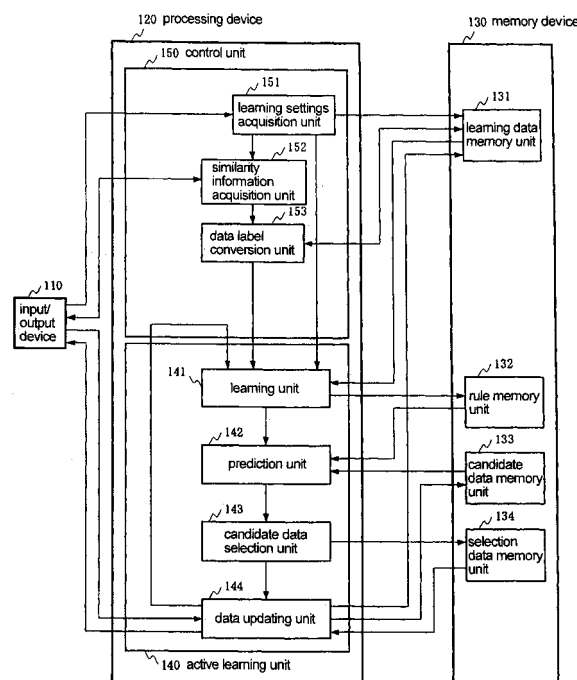 120 processing device
130 memory device
150 control unit
151
learning settings
acquisition unit
131
learning data
memory unit
152
similarity
information
acquisition unit
153
data label
conversion unit
110
input/
output
device
141
learning unit
132
rule memory
unit
142
prediction unit
133
candidate
data memory
unit
143
candidate data
selection unit
134
selection
data memory
unit
144
data updating unit
140 active learning unit